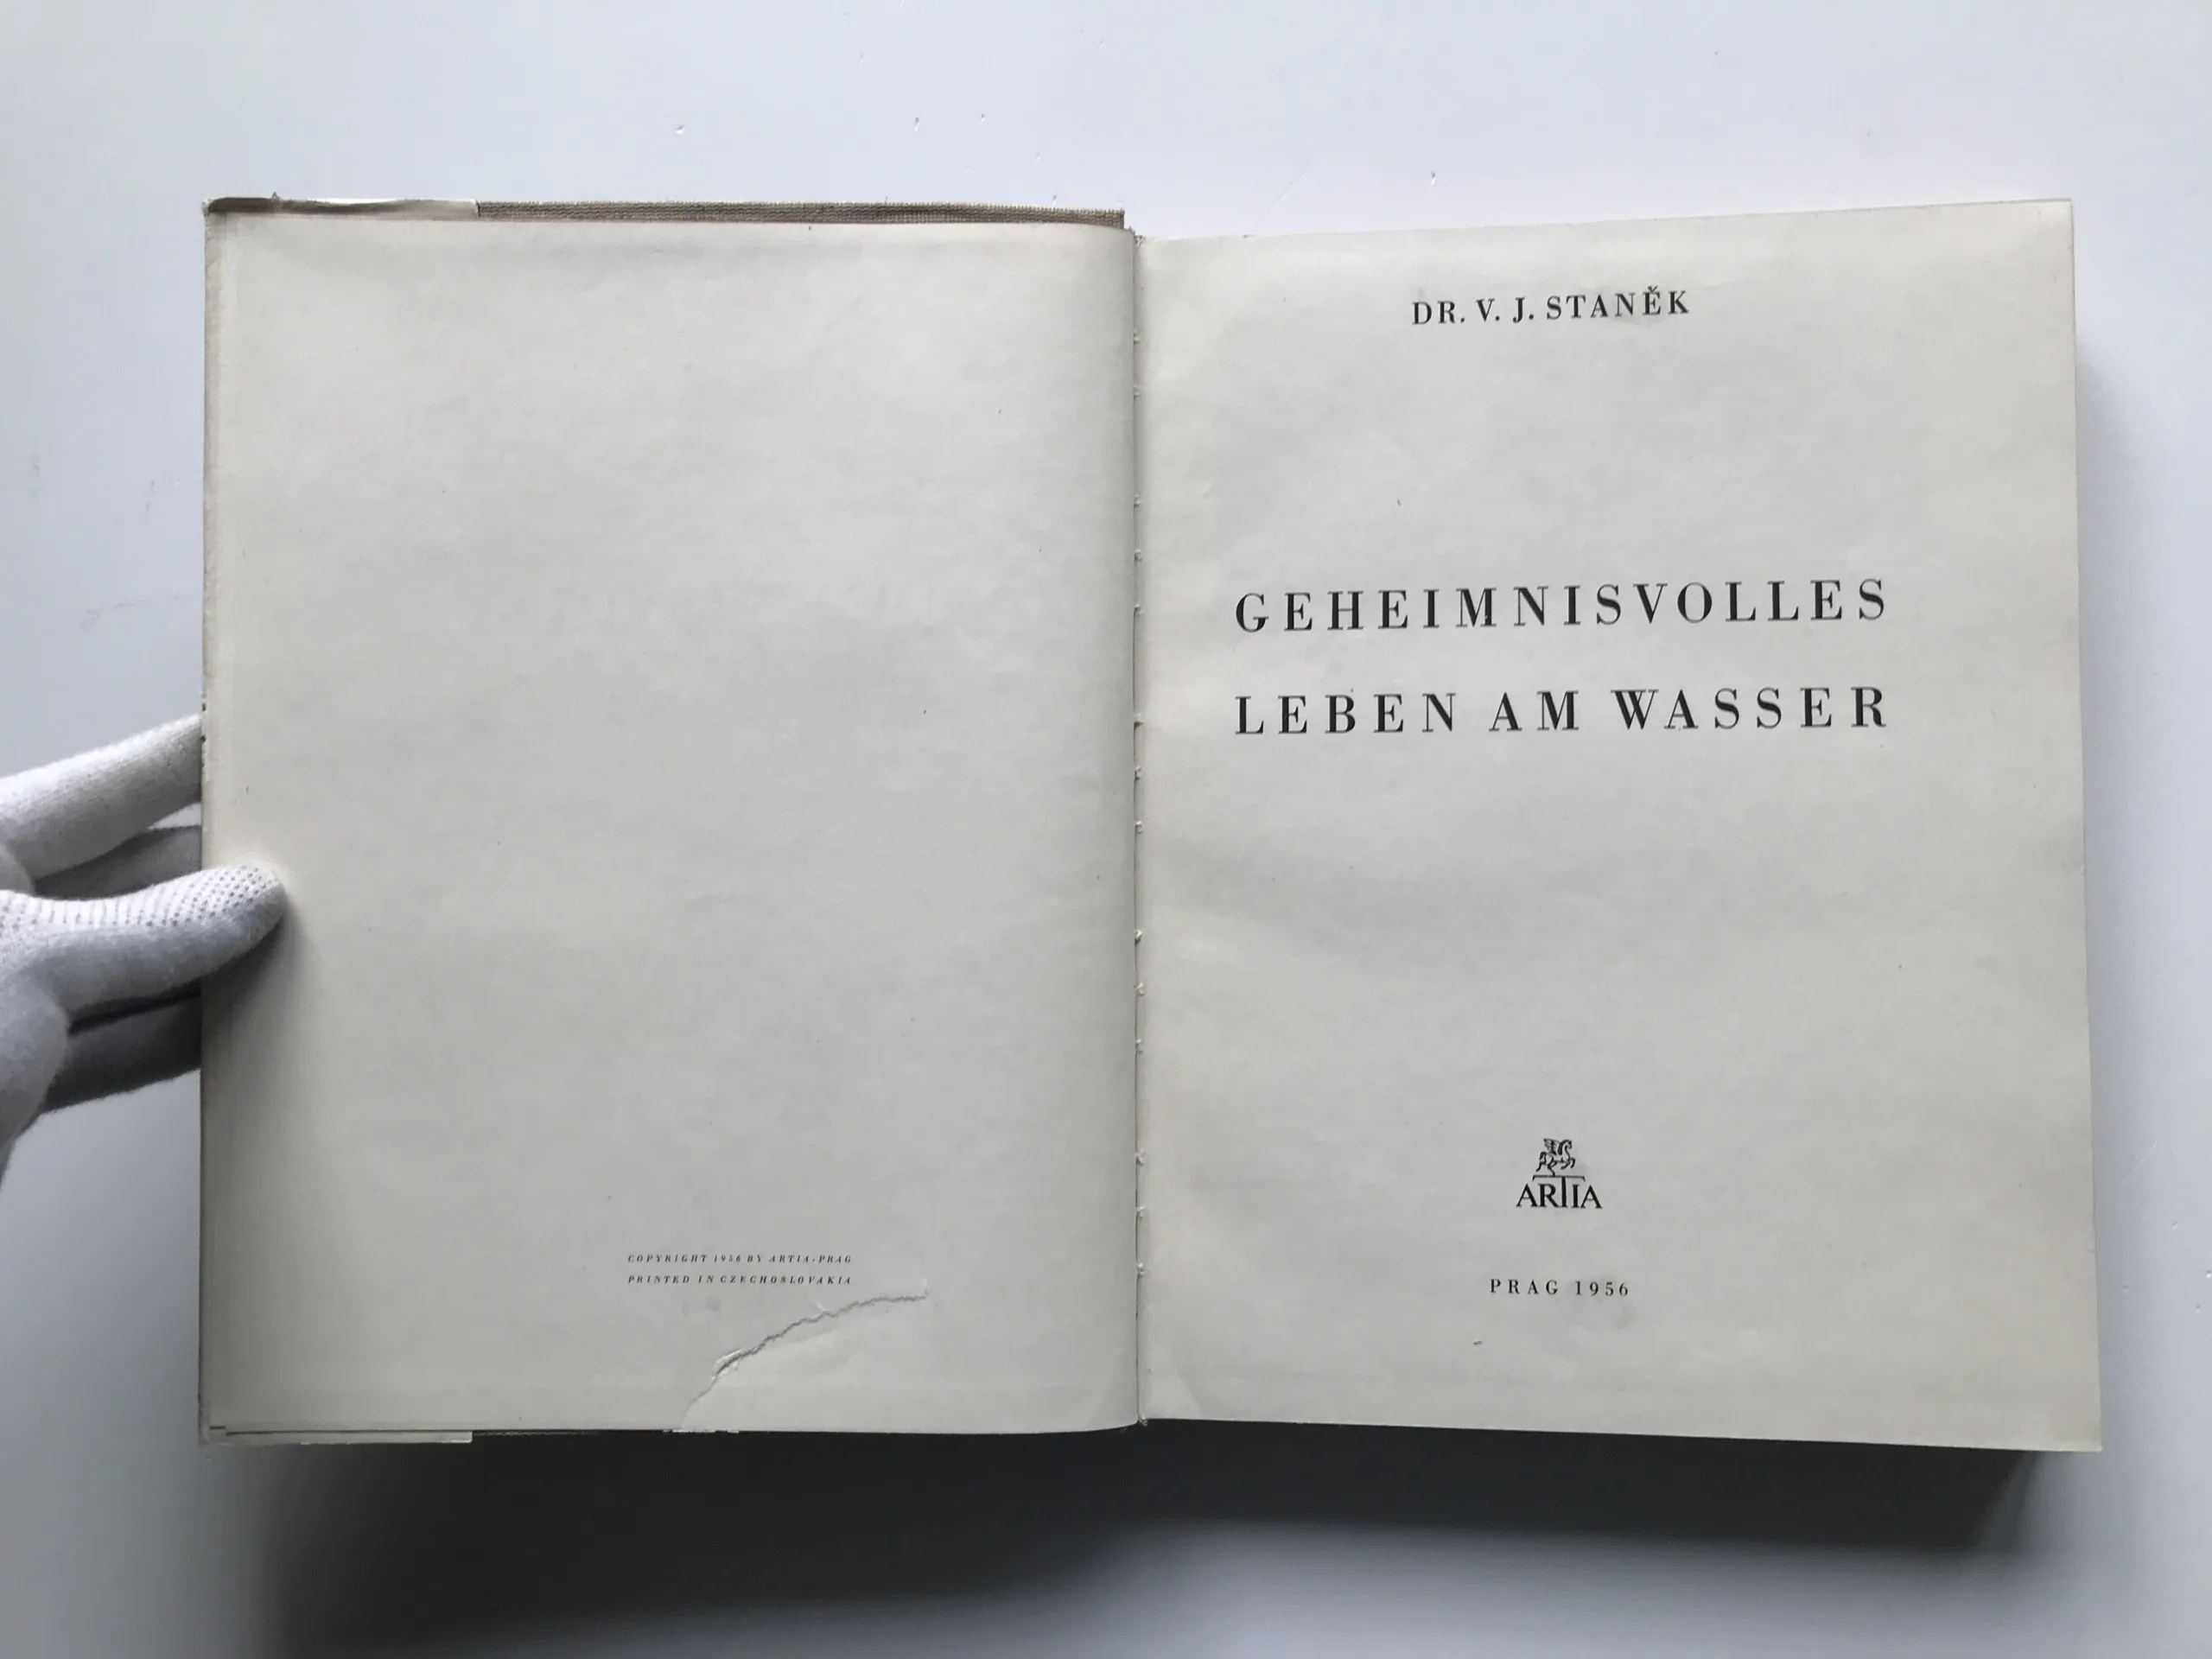 COPYRIGHT 1956 BY ARTIA-PRAG
PRINTED IN CZECHOSLOVAKIA
DR. V. J. STANĚK
GEHEIMNISVOLLES
LEBEN AM WASSER
ARTIA
PRAG 1956